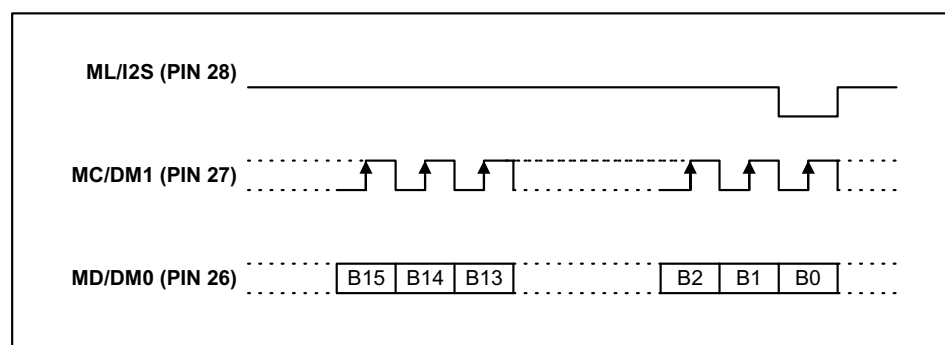 ML/I2S (PIN 28)
MC/DM1 (PIN 27)
MD/DM0 (PIN 26) B15 B14 B13 B2 B1 B0